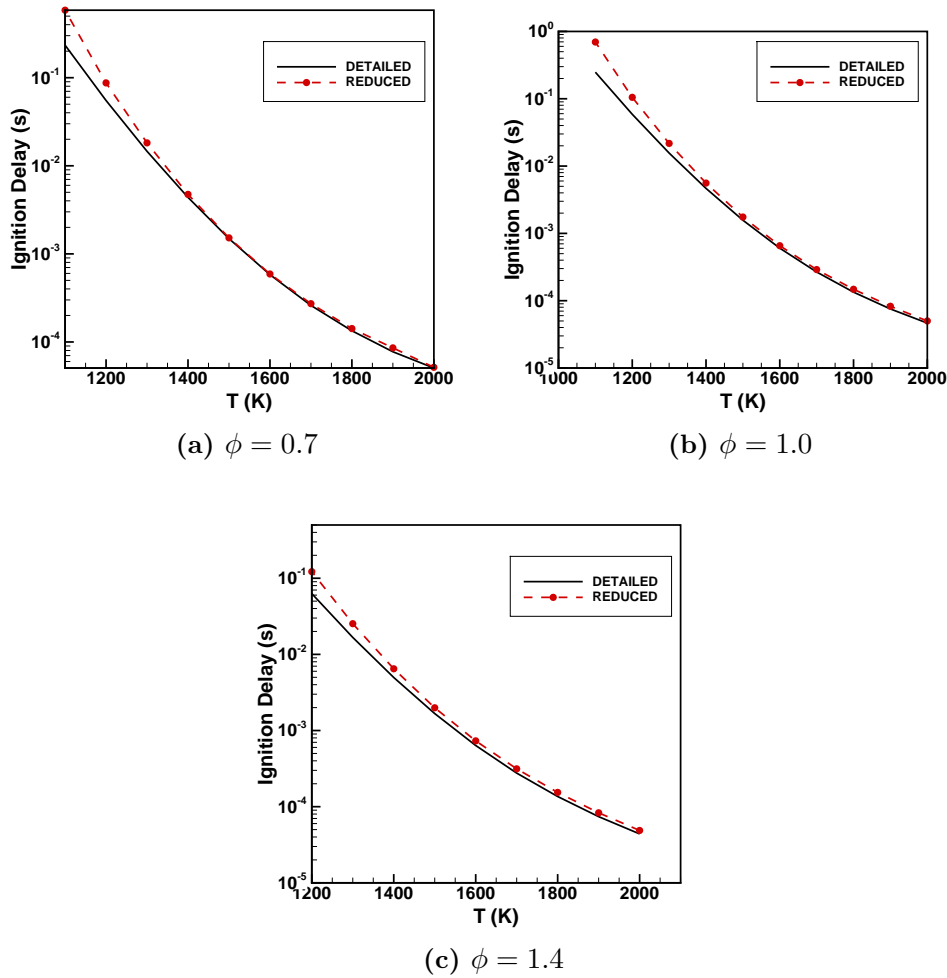 DETAILED
REDUCED
Ignition Delay (s)
10⁻¹
10⁻²
10⁻³
10⁻⁴
1200 1400 1600 1800 2000
T (K)
(a) ϕ = 0.7
DETAILED
REDUCED
Ignition Delay (s)
10⁰
10⁻¹
10⁻²
10⁻³
10⁻⁴
10⁻⁵
1000 1200 1400 1600 1800 2000
T (K)
(b) ϕ = 1.0
DETAILED
REDUCED
Ignition Delay (s)
10⁻¹
10⁻²
10⁻³
10⁻⁴
10⁻⁵
1200 1400 1600 1800 2000
T (K)
(c) ϕ = 1.4